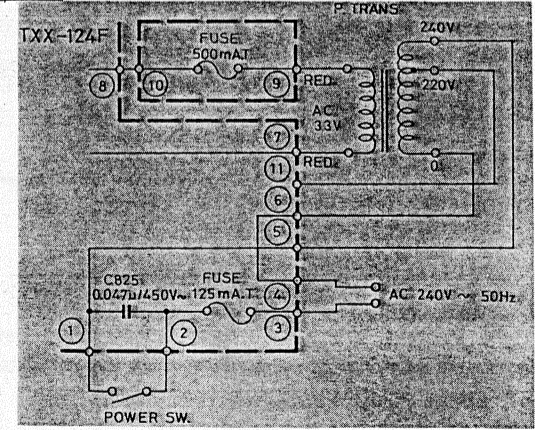 P. TRANS
240V
TXX-124F
FUSE
500mA.T
8
10
9
RED
220V
AC
33V
7
RED
0
11
6
5
C825
0.047μ/450V~
FUSE
125mA.T
4
AC 240V ~ 50Hz
1
2
3
POWER SW.